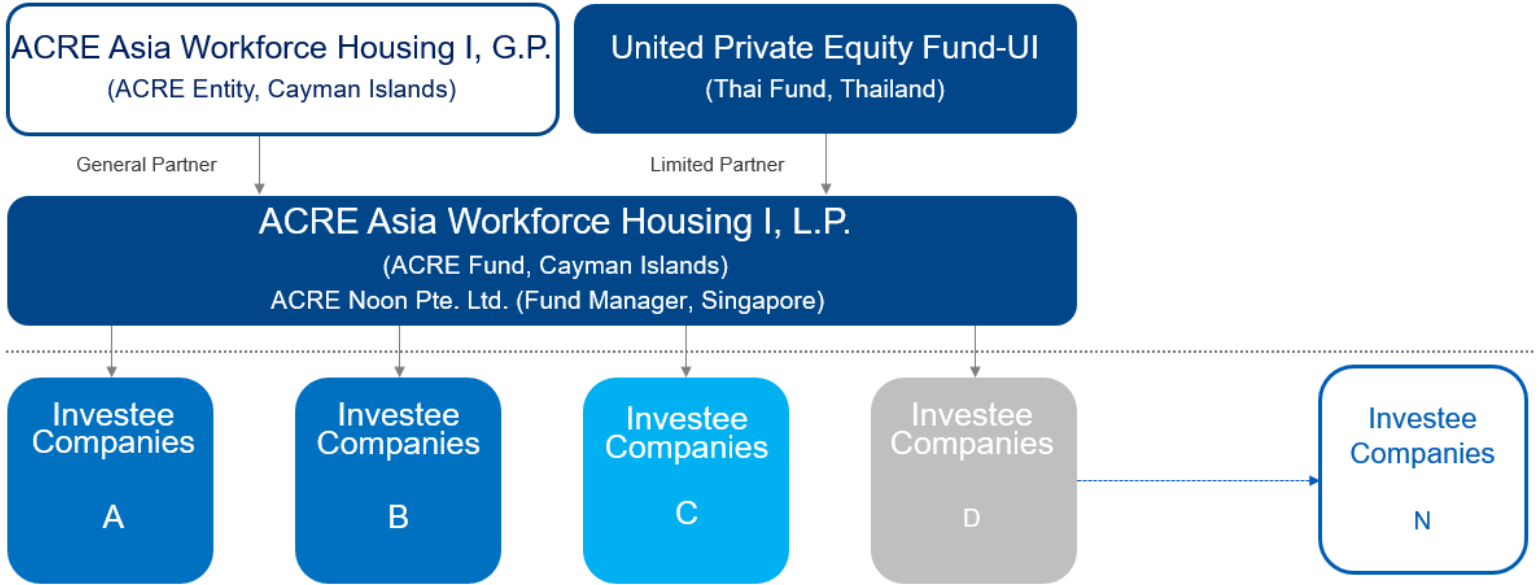 ACRE Asia Workforce Housing I, G.P.
(ACRE Entity, Cayman Islands)
United Private Equity Fund-UI
(Thai Fund, Thailand)
General Partner
Limited Partner
ACRE Asia Workforce Housing I, L.P.
(ACRE Fund, Cayman Islands)
ACRE Noon Pte. Ltd. (Fund Manager, Singapore)
Investee
Companies
A
Investee
Companies
B
Investee
Companies
C
Investee
Companies
D
Investee
Companies
N